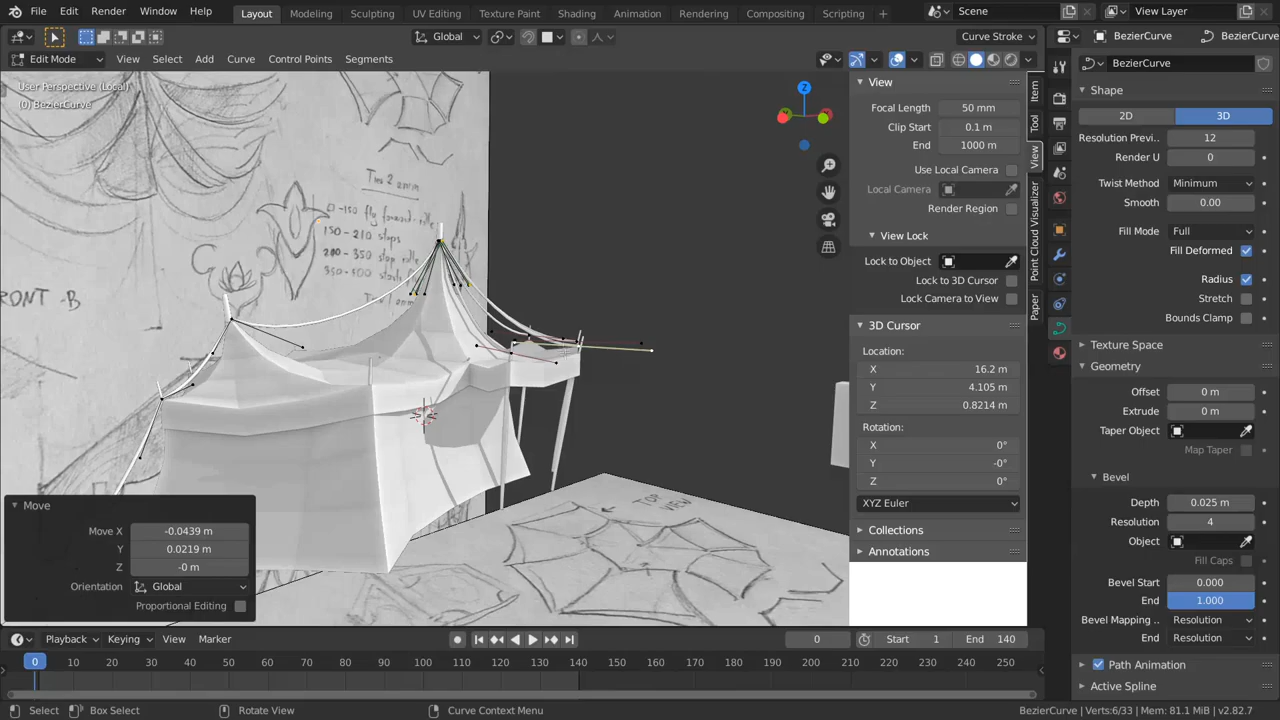 File Edit Render Window Help
Layout Modeling Sculpting UV Editing Texture Paint Shading Animation Rendering Compositing Scripting +
Scene
View Layer
Global
Curve Stroke
BezierCurve
BezierCurve
Edit Mode View Select Add Curve Control Points Segments
User Perspective (Local)
(0) BezierCurve
Z
FRONT -B
TOP VIEW
150-210 stops
Move
Move X -0.0439 m
Y 0.0219 m
Z -0 m
Orientation Global
Proportional Editing
View
Focal Length 50 mm
Clip Start 0.1 m
End 1000 m
Use Local Camera
Local Camera
Render Region
View Lock
Lock to Object
Lock to 3D Cursor
Lock Camera to View
3D Cursor
Location:
X 16.2 m
Y 4.105 m
Z 0.8214 m
Rotation:
X 0°
Y -0°
Z 0°
XYZ Euler
Collections
Annotations
Item
Tool
View
Point Cloud Visualizer
Paper
BezierCurve
Shape
2D 3D
Resolution Previ.. 12
Render U 0
Twist Method Minimum
Smooth 0.00
Fill Mode Full
Fill Deformed
Radius
Stretch
Bounds Clamp
Texture Space
Geometry
Offset 0 m
Extrude 0 m
Taper Object
Map Taper
Bevel
Depth 0.025 m
Resolution 4
Object
Fill Caps
Bevel Start 0.000
End 1.000
Bevel Mapping .. Resolution
End Resolution
Path Animation
Active Spline
Playback Keying View Marker
0
Start 1
End 140
0 10 20 30 40 50 60 70 80 90 100 110 120 130 140 150 160 170 180 190 200 210 220 230 240 250
Select Box Select Rotate View Curve Context Menu
BezierCurve | Verts:6/33 | Mem: 81.1 MiB | v2.82.7